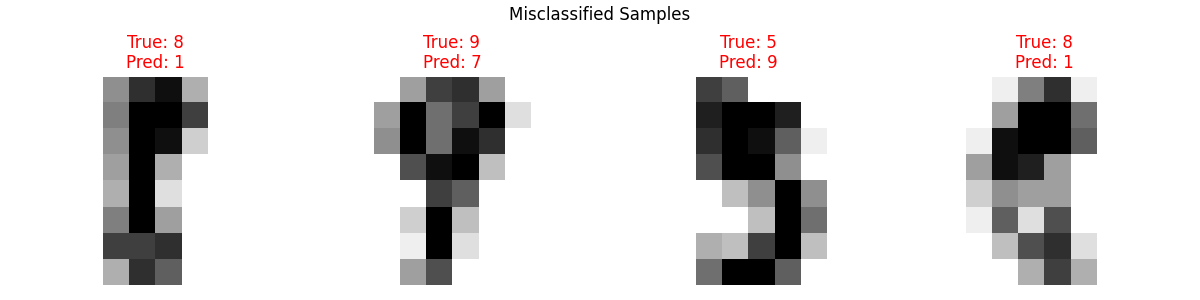 Misclassified Samples
True: 8
Pred: 1
True: 9
Pred: 7
True: 5
Pred: 9
True: 8
Pred: 1